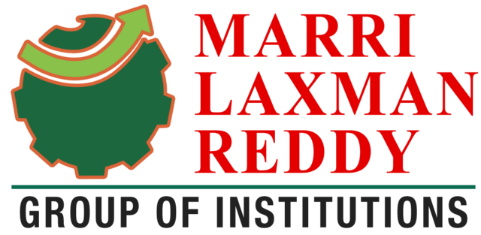 MARRI
LAXMAN
REDDY
GROUP OF INSTITUTIONS